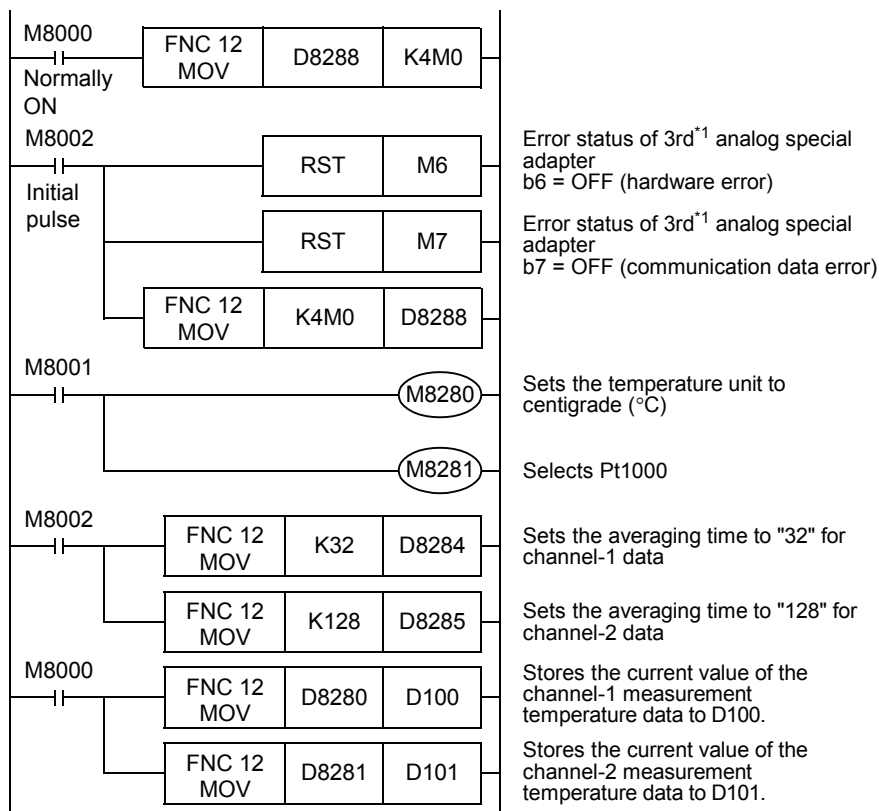 M8000
FNC 12
MOV
D8288
K4M0
Normally
ON
M8002
RST
M6
Error status of 3rd*1 analog special
adapter
b6 = OFF (hardware error)
Initial
pulse
RST
M7
Error status of 3rd*1 analog special
adapter
b7 = OFF (communication data error)
FNC 12
MOV
K4M0
D8288
M8001
M8280
Sets the temperature unit to
centigrade (°C)
M8281
Selects Pt1000
M8002
FNC 12
MOV
K32
D8284
Sets the averaging time to "32" for
channel-1 data
FNC 12
MOV
K128
D8285
Sets the averaging time to "128" for
channel-2 data
M8000
FNC 12
MOV
D8280
D100
Stores the current value of the
channel-1 measurement
temperature data to D100.
FNC 12
MOV
D8281
D101
Stores the current value of the
channel-2 measurement
temperature data to D101.